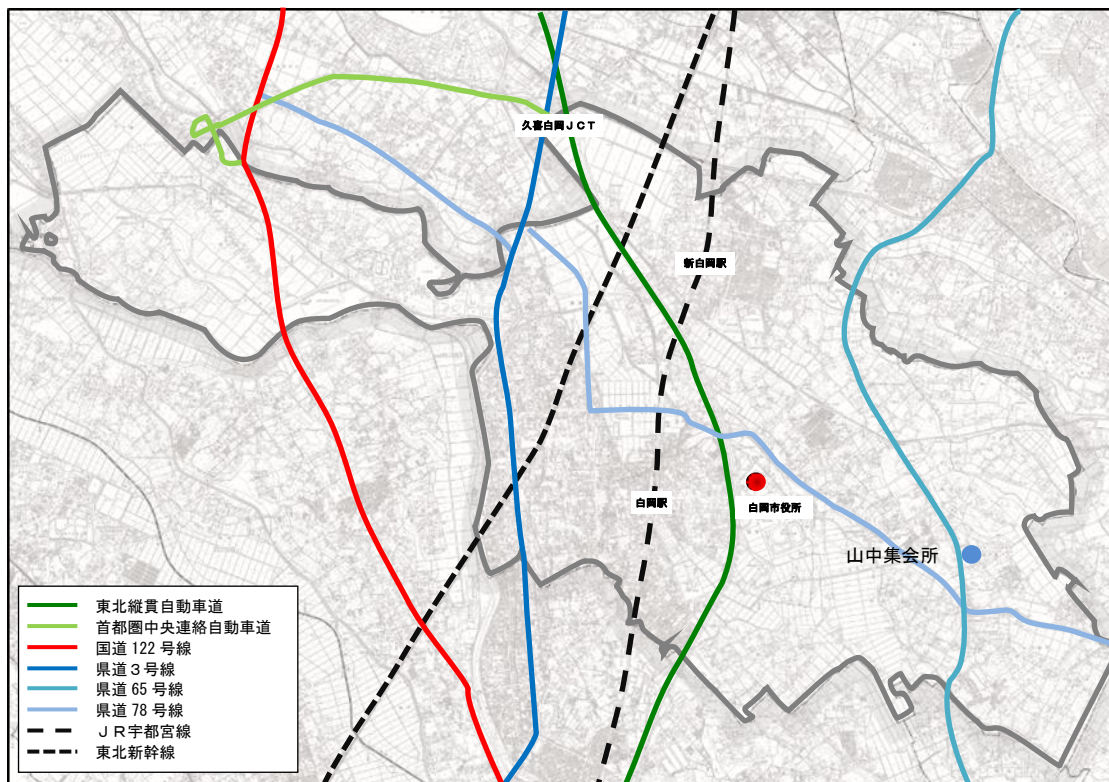 久喜白岡ＪＣＴ
新白岡駅
白岡駅
白岡市役所
山中集会所
東北縦貫自動車道
首都圏中央連絡自動車道
国道 122 号線
県道３号線
県道 65 号線
県道 78 号線
ＪＲ宇都宮線
東北新幹線